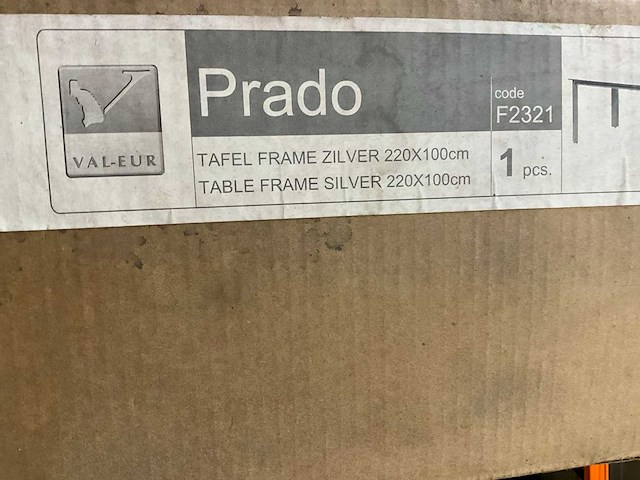 VAL-EUR
Prado
code
F2321
TAFEL FRAME ZILVER 220X100cm
TABLE FRAME SILVER 220X100cm
1 pcs.